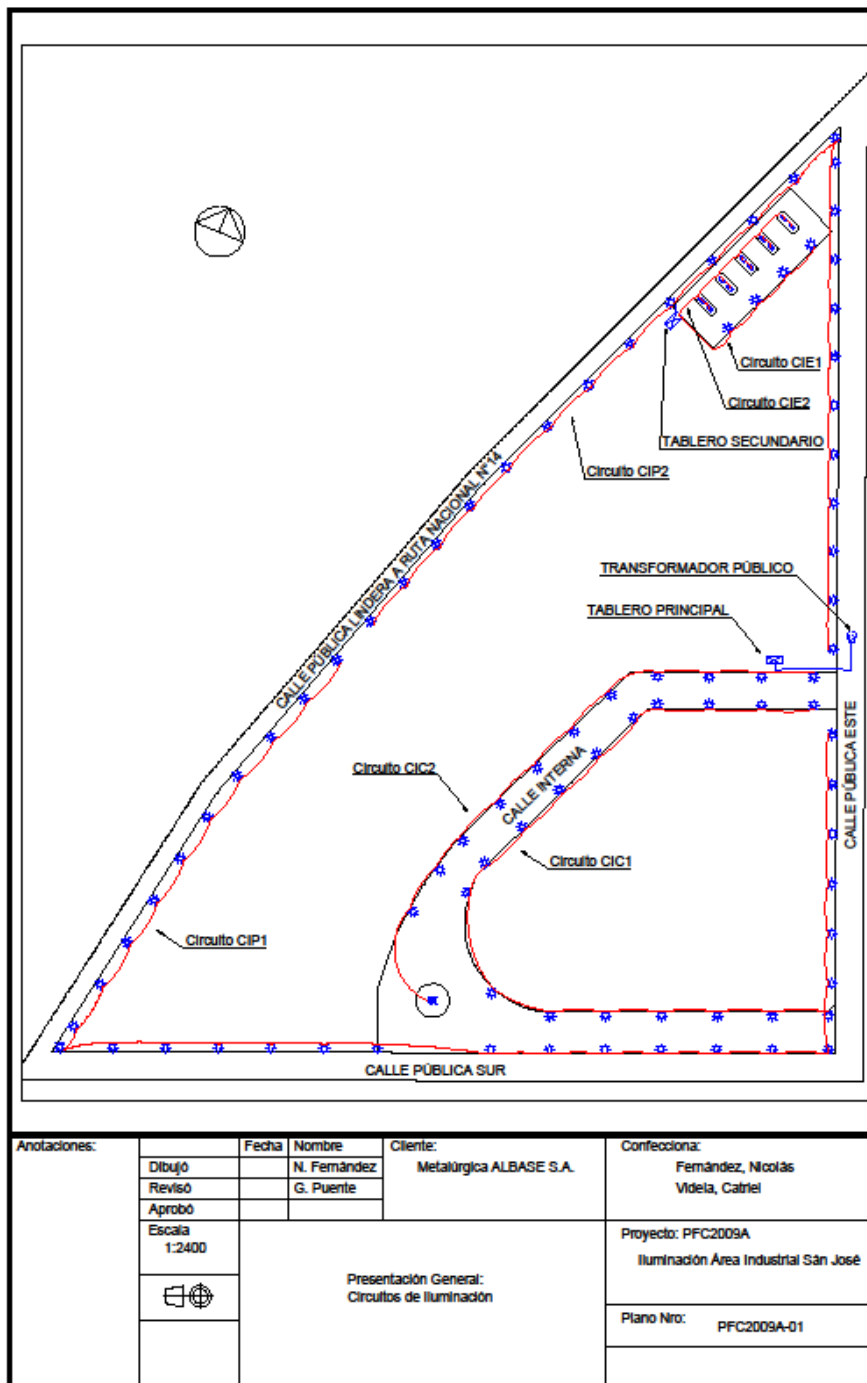 Circuito CIE1
Circuito CIE2
TABLERO SECUNDARIO
Circuito CIP2
CALLE PÚBLICA LINDERA A RUTA NACIONAL N°14
TRANSFORMADOR PÚBLICO
TABLERO PRINCIPAL
CALLE PÚBLICA ESTE
Circuito CIC2
CALLE INTERNA
Circuito CIC1
Circuito CIP1
CALLE PÚBLICA SUR
Anotaciones:
Fecha Nombre
Dibujó N. Fernández
Revisó G. Puente
Aprobó
Cliente:
Metalúrgica ALBASE S.A.
Confecciona:
Fernández, Nicolás
Videla, Catriel
Escala
1:2400
Presentación General:
Circuitos de Iluminación
Proyecto: PFC2009A
Iluminación Área Industrial Sán José
Plano Nro: PFC2009A-01